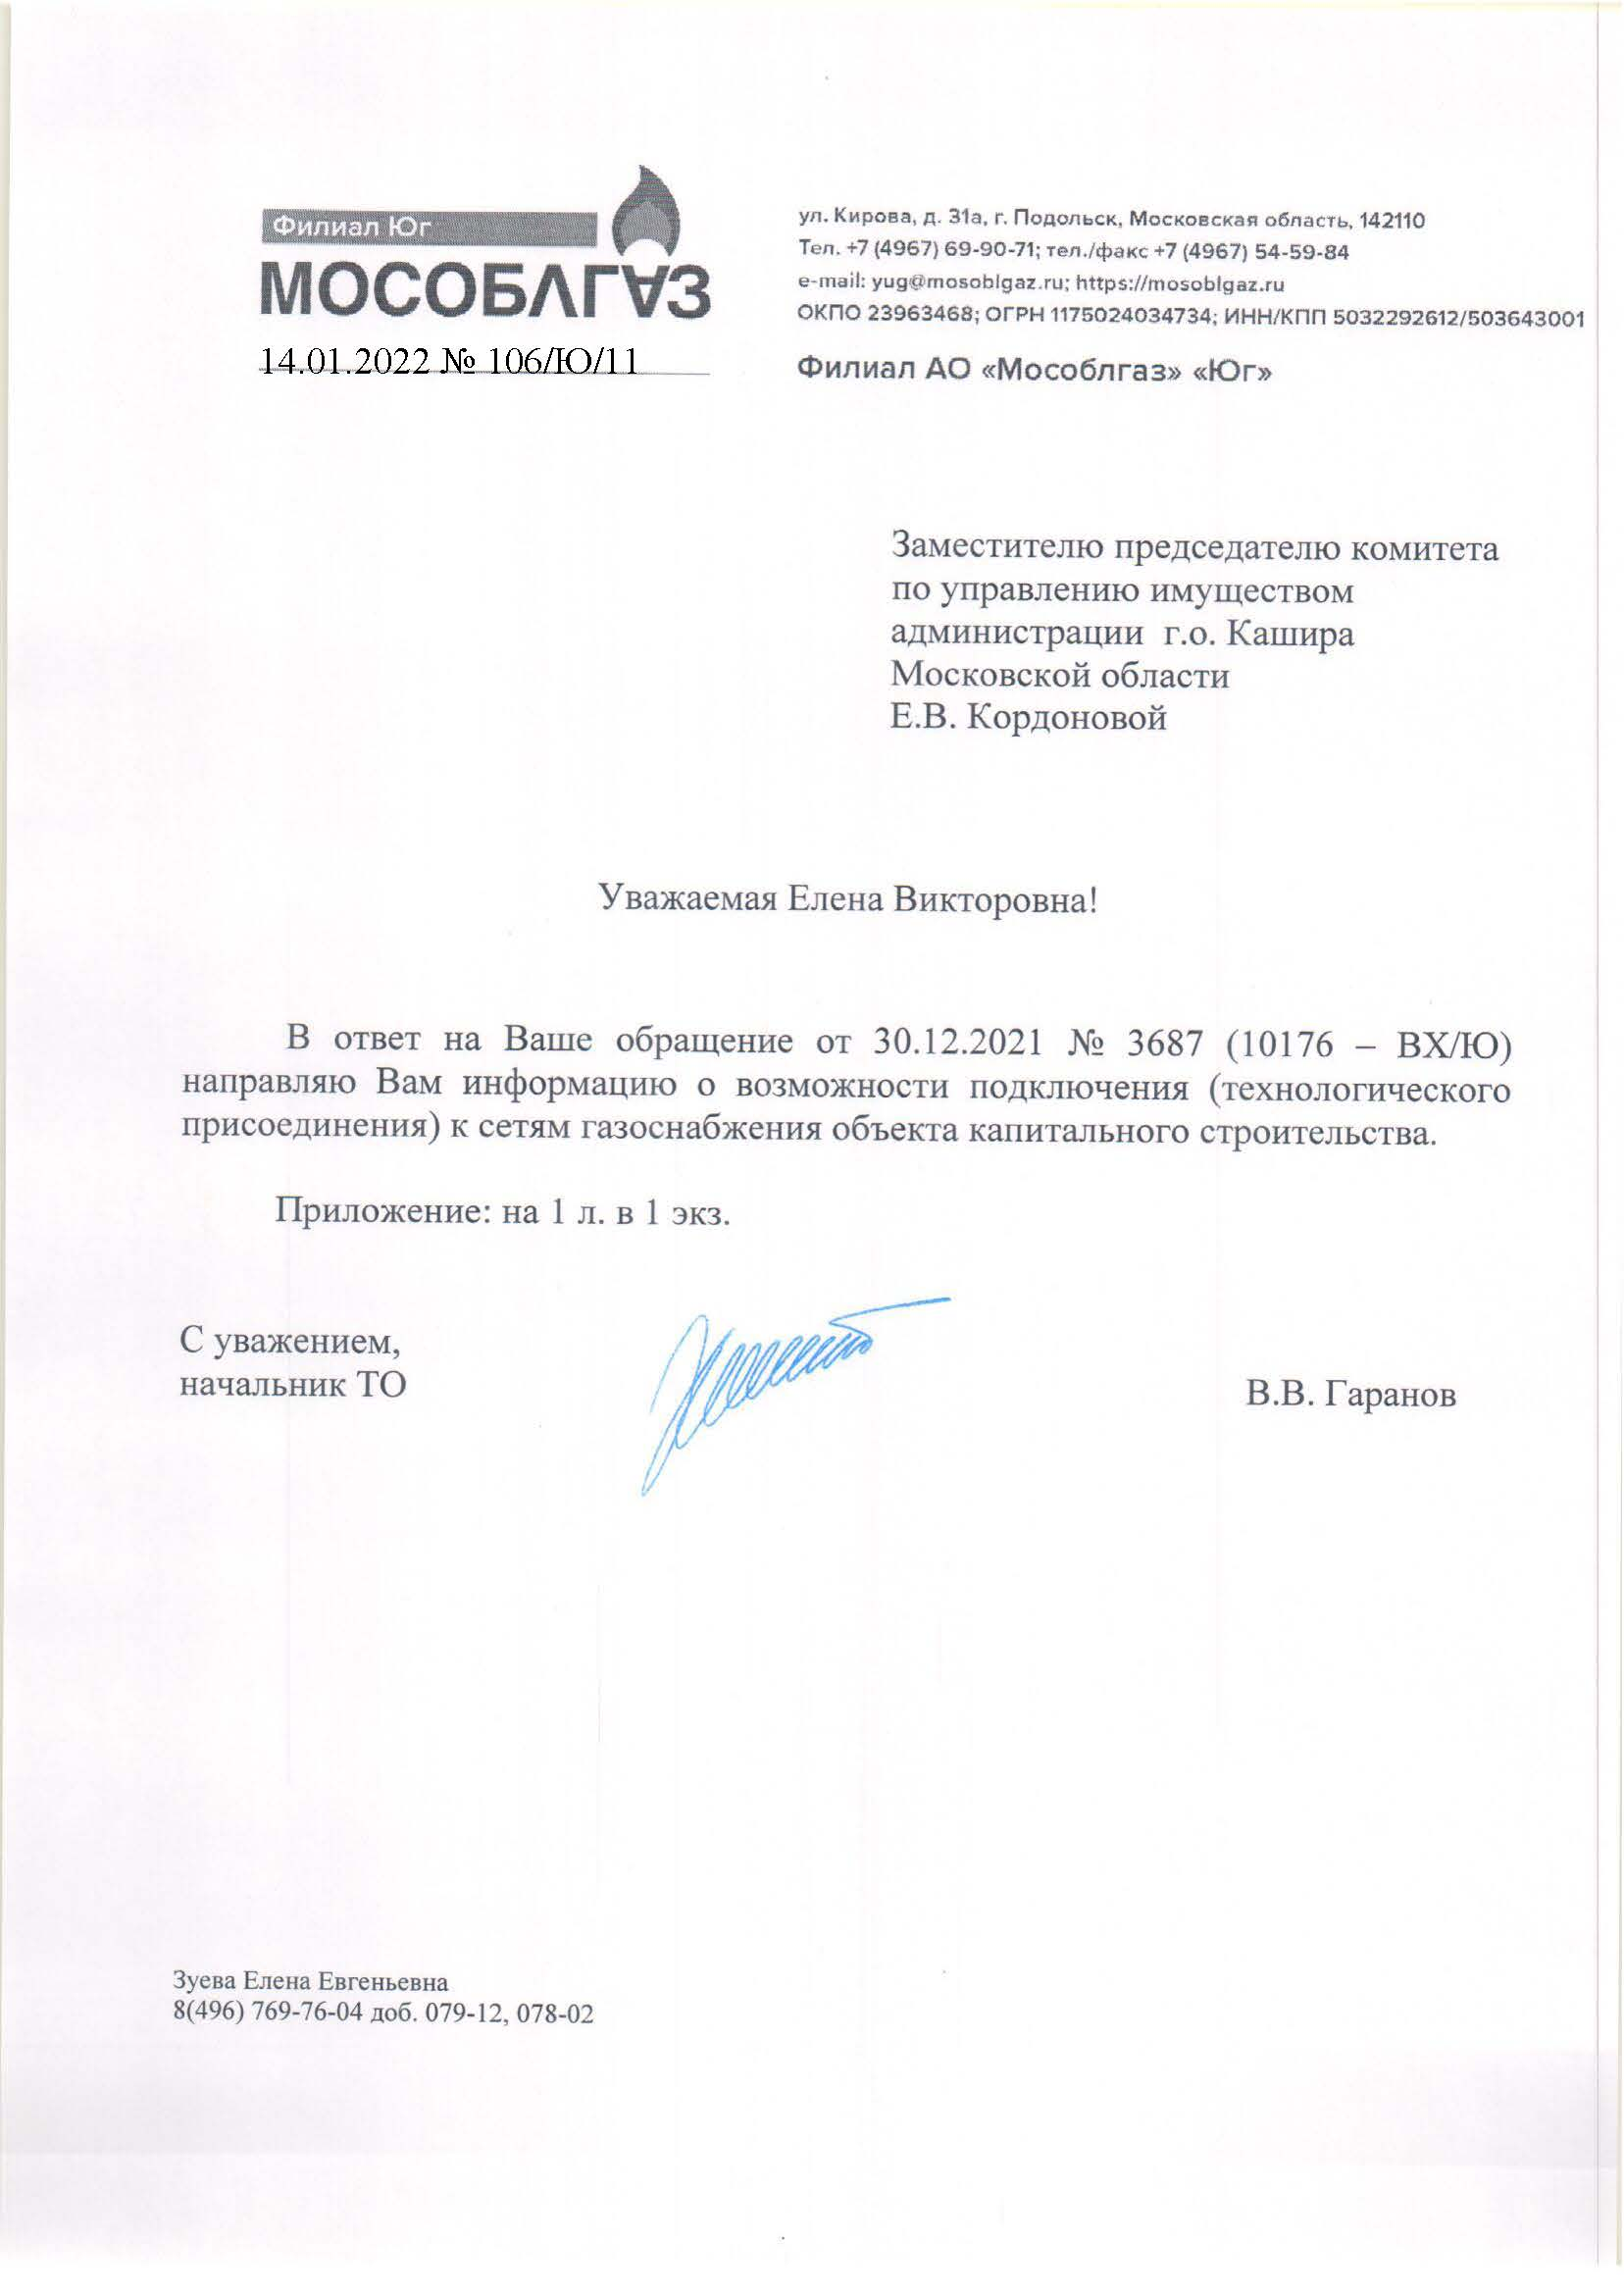 Филиал Юг
МОСОБЛГАЗ
14.01.2022 № 106/Ю/11
ул. Кирова, д. 31а, г. Подольск, Московская область, 142110
Тел. +7 (4967) 69-90-71; тел./факс +7 (4967) 54-59-84
e-mail: yug@mosoblgaz.ru; https://mosoblgaz.ru
ОКПО 23963468; ОГРН 1175024034734; ИНН/КПП 5032292612/503643001
Филиал АО «Мособлгаз» «Юг»
Заместителю председателю комитета
по управлению имуществом
администрации г.о. Кашира
Московской области
Е.В. Кордоновой
Уважаемая Елена Викторовна!
В ответ на Ваше обращение от 30.12.2021 № 3687 (10176 – ВХ/Ю)
направляю Вам информацию о возможности подключения (технологического
присоединения) к сетям газоснабжения объекта капитального строительства.
Приложение: на 1 л. в 1 экз.
С уважением,
начальник ТО
В.В. Гаранов
Зуева Елена Евгеньевна
8(496) 769-76-04 доб. 079-12, 078-02